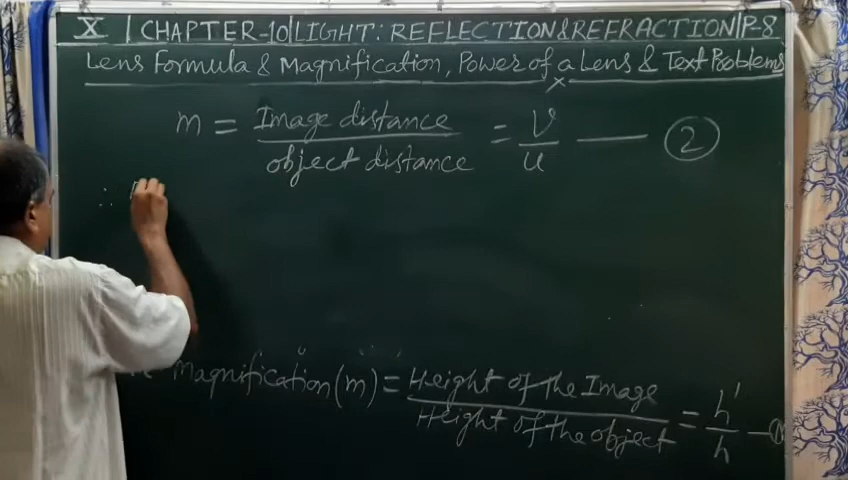 X | CHAPTER-10 | LIGHT: REFLECTION & REFRACTION | P-8
Lens Formula & Magnification, Power of a Lens & Text Problems
m = Image distance / object distance = v/u — ②
∴
Magnification (m) = Height of the Image / Height of the object = h'/h —